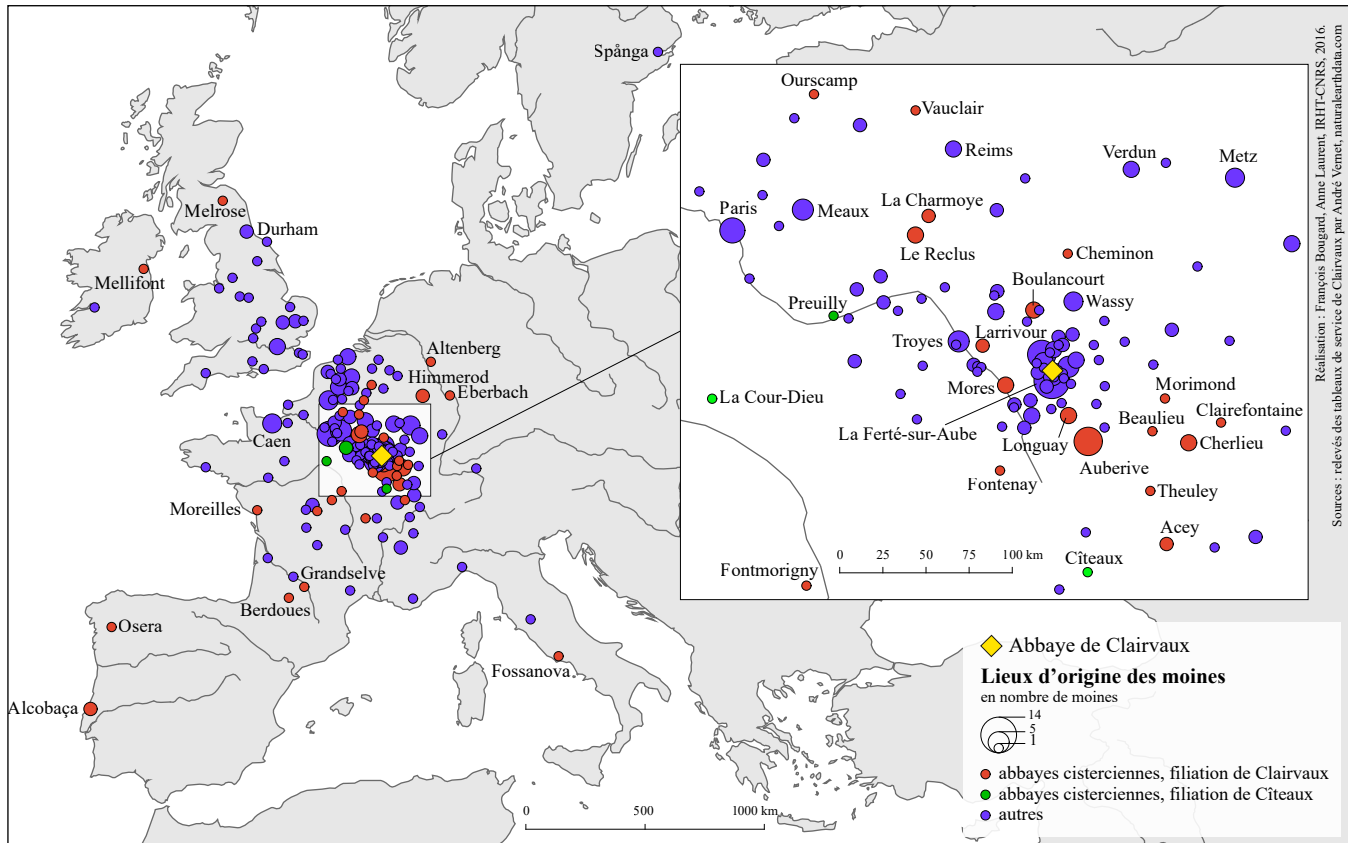 Spånga
Melrose
Durham
Mellifont
Altenberg
Himmerod
Eberbach
Caen
Moreilles
Grandselve
Berdoues
Osera
Fossanova
Alcobaça
0 500 1000 km
Ourscamp
Vauclair
Reims
Verdun
Metz
La Charmoye
Paris
Meaux
Le Reclus
Cheminon
Boulancourt
Preuilly
Wassy
Troyes
Larrivour
Mores
La Cour-Dieu
Morimond
La Ferté-sur-Aube
Beaulieu
Clairefontaine
Longuay
Cherlieu
Auberive
Fontenay
Theuley
Acey
0 25 50 100 km
Cîteaux
Fontmorigny
Abbaye de Clairvaux
Lieux d'origine des moines
en nombre de moines
14
5
1
abbayes cisterciennes, filiation de Clairvaux
abbayes cisterciennes, filiation de Cîteaux
autres
Réalisation : François Bougard, Anne Laurent, IRHT-CNRS, 2016.
Sources : relevés des tableaux de service de Clairvaux par André Vernet, naturalearthdata.com